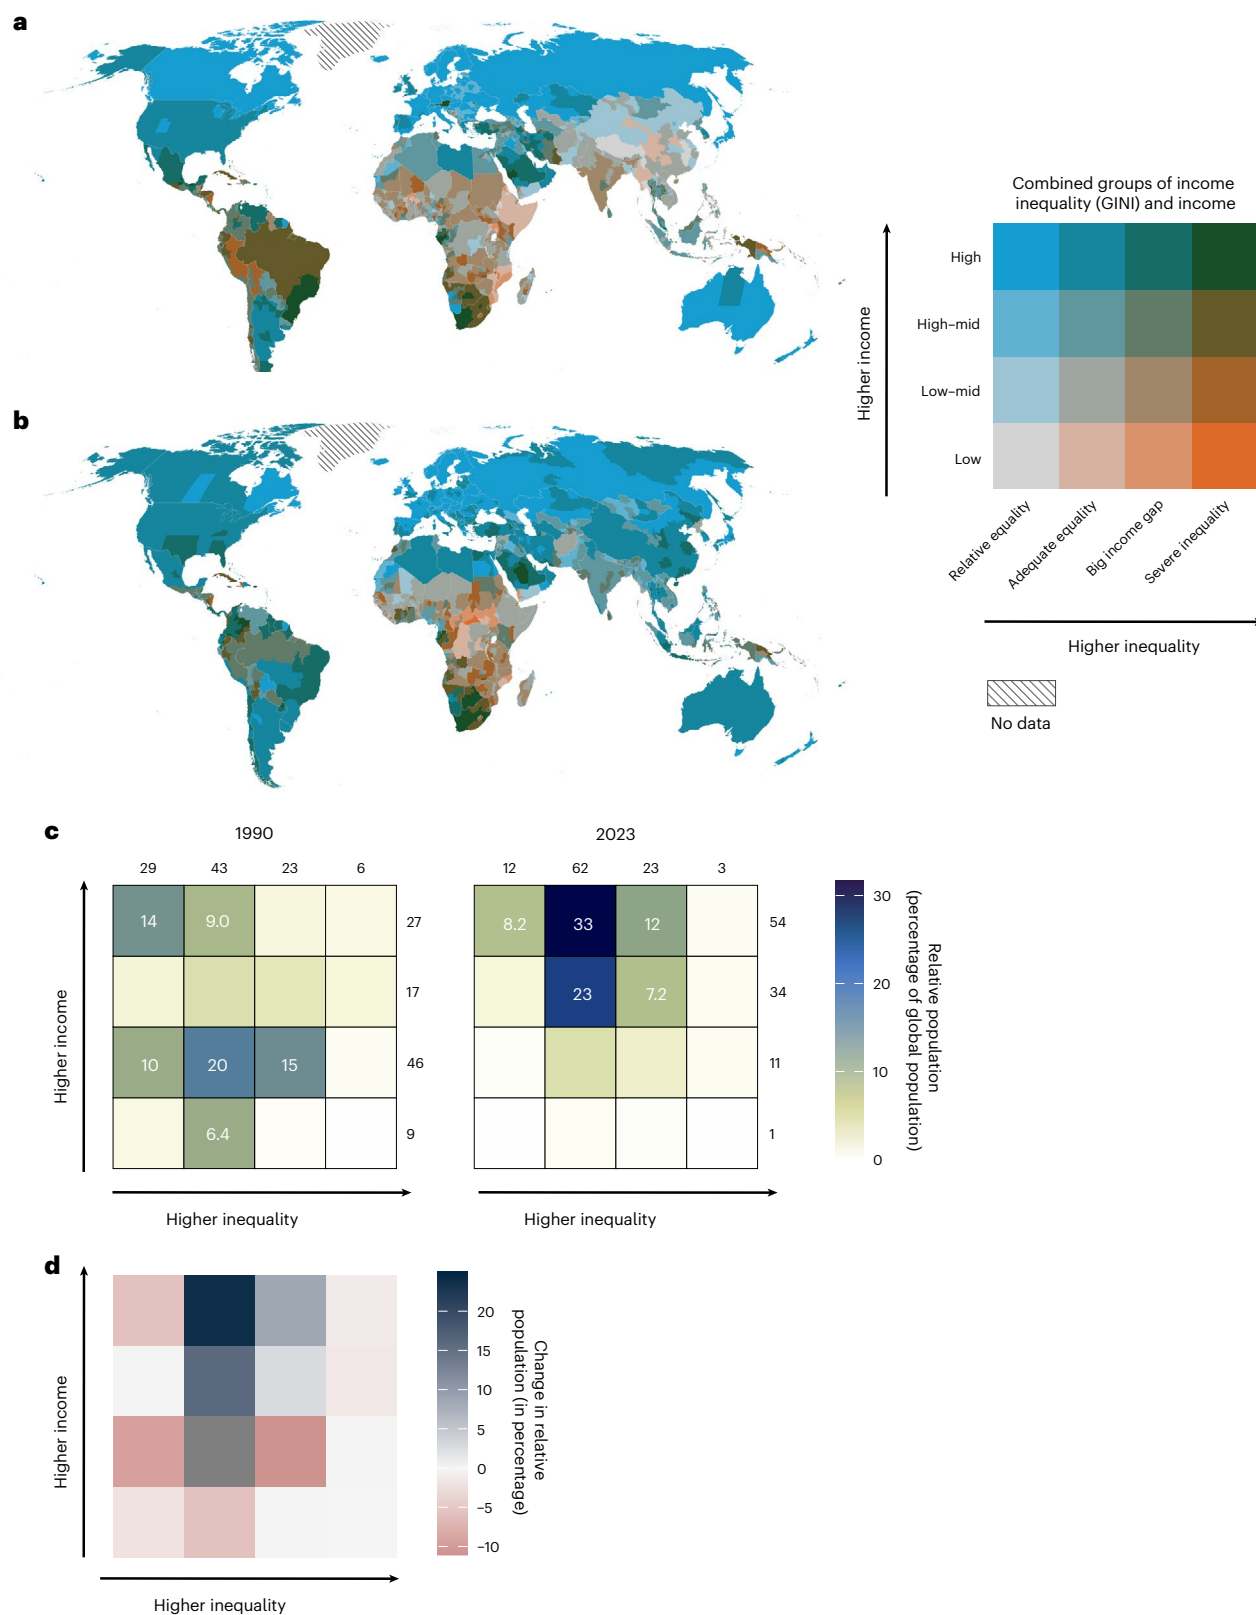 a
Combined groups of income
inequality (GINI) and income
High
High–mid
Low–mid
Low
Higher income
Relative equality
Adequate equality
Big income gap
Severe inequality
Higher inequality
No data
b
c
1990
29 43 23 6
14 9.0 27
17
10 20 15 46
6.4 9
Higher income
Higher inequality
2023
12 62 23 3
8.2 33 12 54
23 7.2 34
11
1
Higher inequality
30
20
10
0
Relative population
(percentage of global population)
d
Higher income
Higher inequality
20
15
10
5
0
–5
–10
Change in relative
population (in percentage)